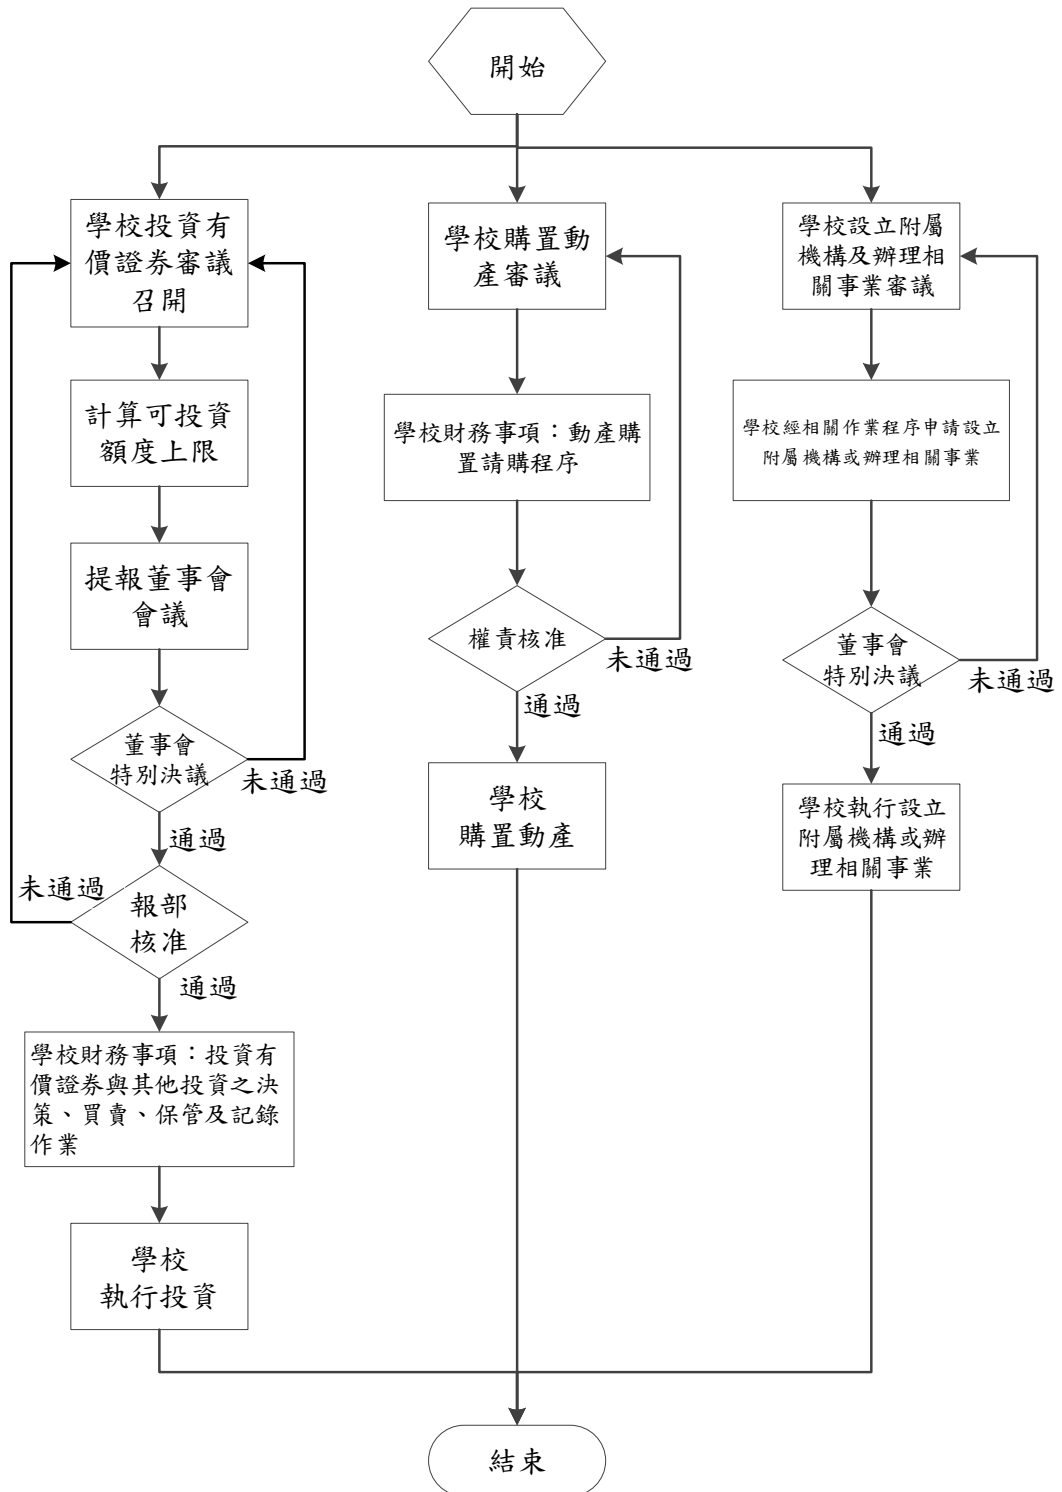 開始
學校投資有
價證券審議
召開
計算可投資
額度上限
提報董事會
會議
董事會
特別決議
未通過
通過
未通過
報部
核准
通過
學校財務事項：投資有
價證券與其他投資之決
策、買賣、保管及記錄
作業
學校
執行投資
學校購置動
產審議
學校財務事項：動產購
置請購程序
權責核准
未通過
通過
學校
購置動產
學校設立附屬
機構及辦理相
關事業審議
學校經相關作業程序申請設立
附屬機構或辦理相關事業
董事會
特別決議
未通過
通過
學校執行設立
附屬機構或辦
理相關事業
結束